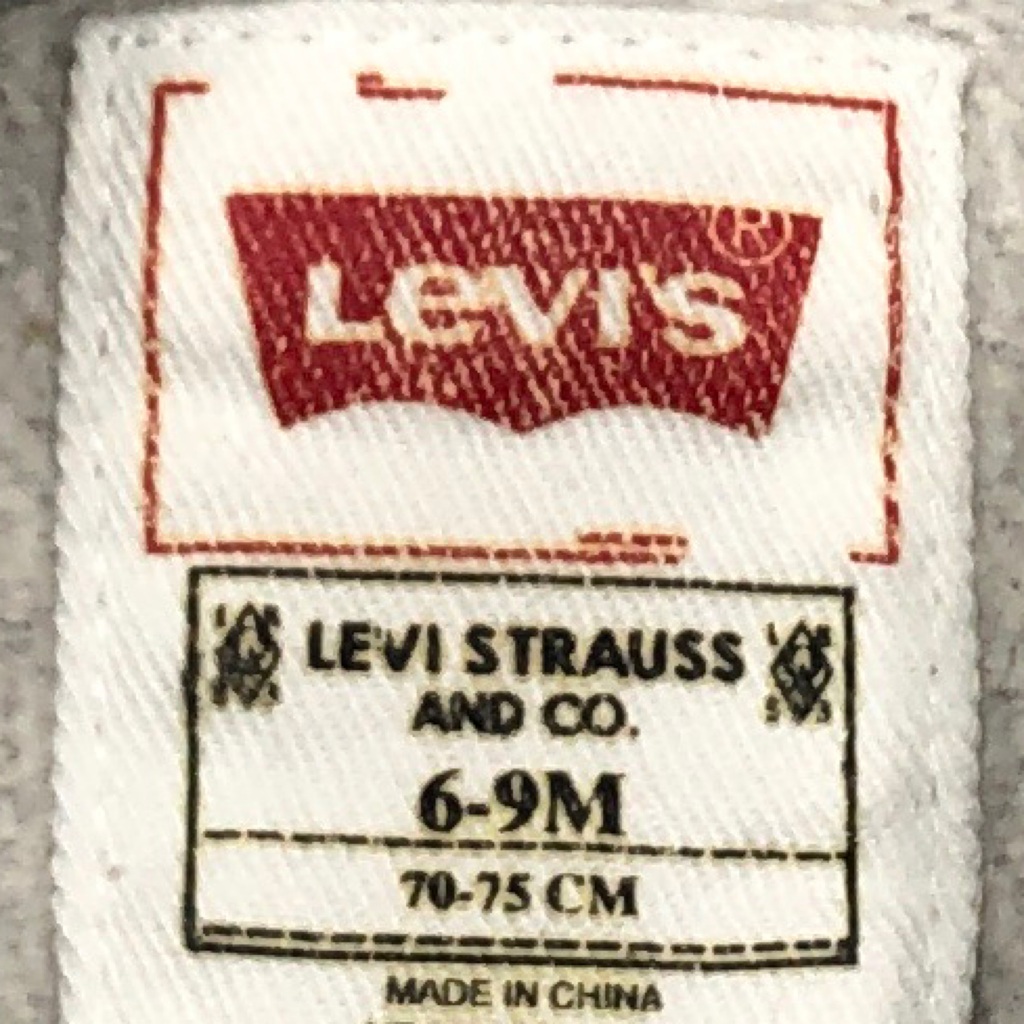 Levi's®
LEVI STRAUSS
AND CO.
6-9M
70-75 CM
MADE IN CHINA